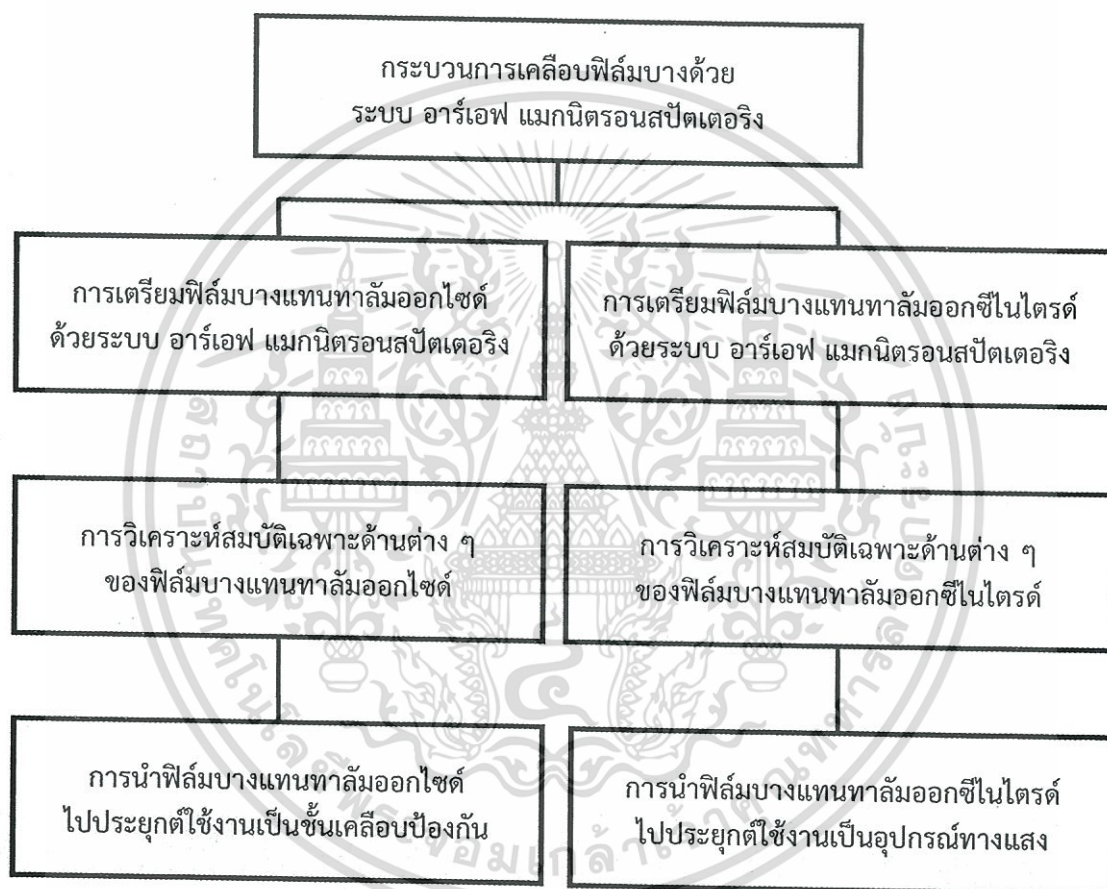 กระบวนการเคลือบฟิล์มบางด้วย
ระบบ อาร์เอฟ แมกนิตรอนสปัตเตอริง
การเตรียมฟิล์มบางแทนทาลัมออกไซด์
ด้วยระบบ อาร์เอฟ แมกนิตรอนสปัตเตอริง
การเตรียมฟิล์มบางแทนทาลัมออกซีไนไตรด์
ด้วยระบบ อาร์เอฟ แมกนิตรอนสปัตเตอริง
การวิเคราะห์สมบัติเฉพาะด้านต่าง ๆ
ของฟิล์มบางแทนทาลัมออกไซด์
การวิเคราะห์สมบัติเฉพาะด้านต่าง ๆ
ของฟิล์มบางแทนทาลัมออกซีไนไตรด์
การนำฟิล์มบางแทนทาลัมออกไซด์
ไปประยุกต์ใช้งานเป็นชั้นเคลือบป้องกัน
การนำฟิล์มบางแทนทาลัมออกซีไนไตรด์
ไปประยุกต์ใช้งานเป็นอุปกรณ์ทางแสง